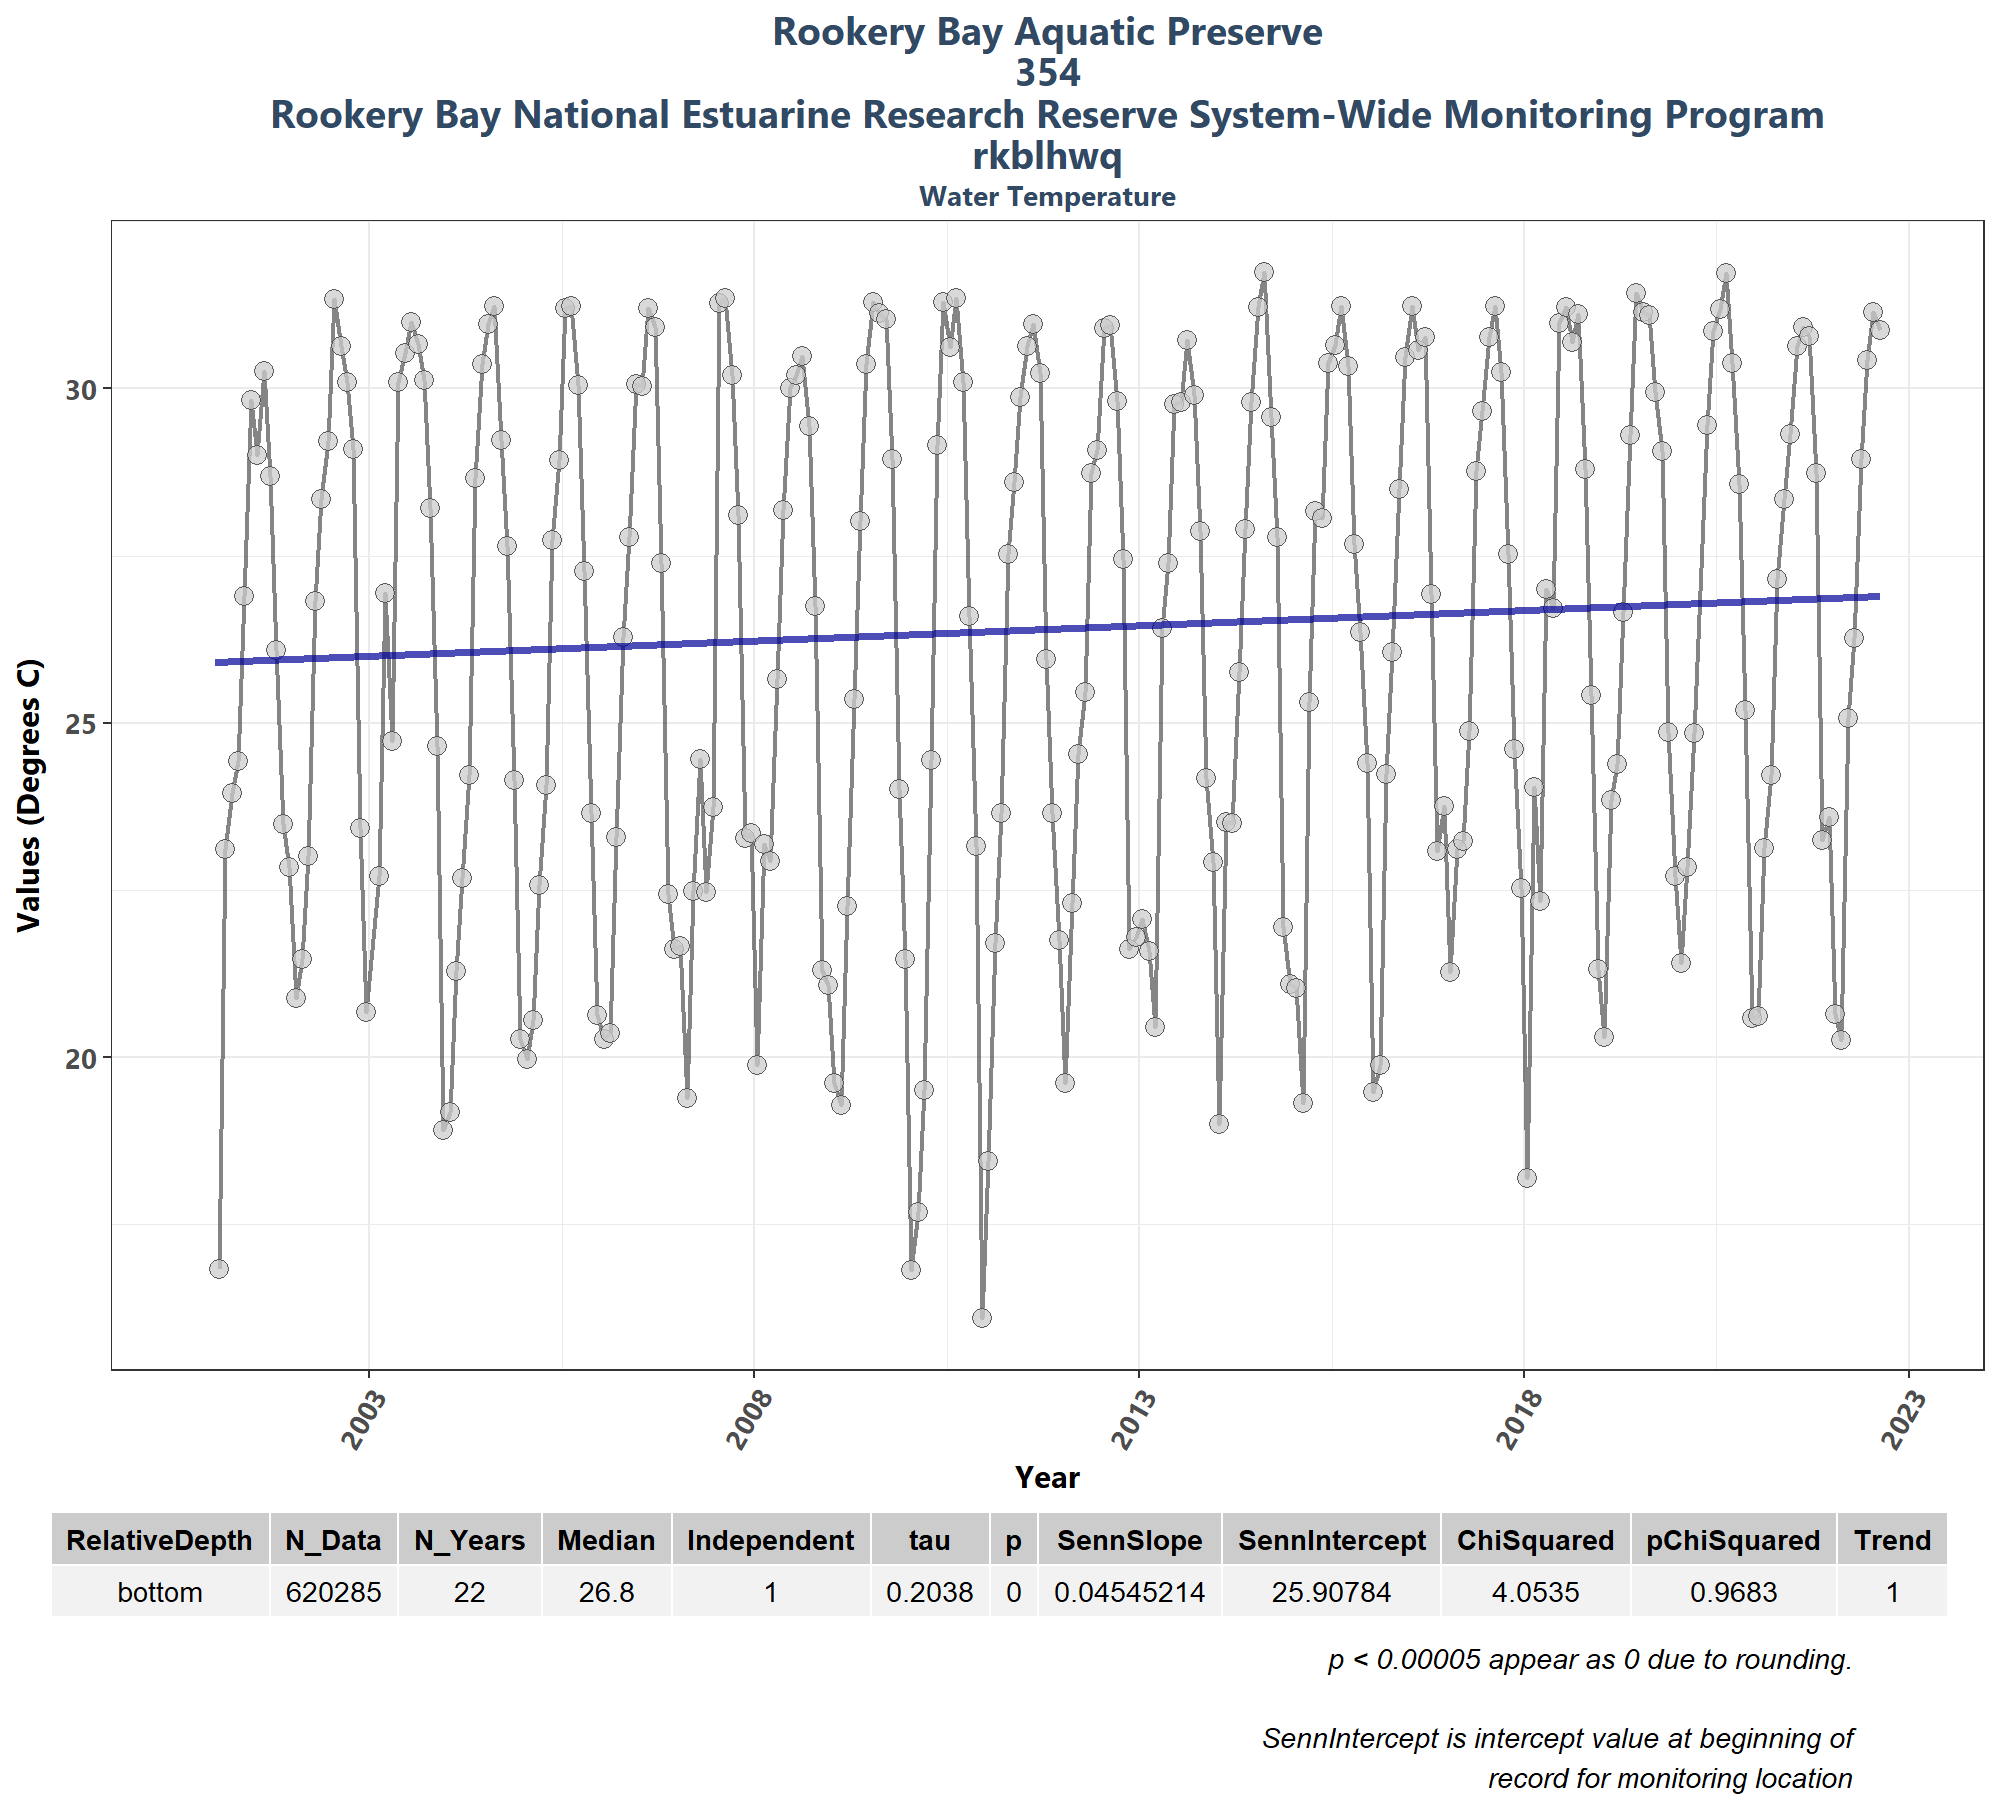 Rookery Bay Aquatic Preserve
354
Rookery Bay National Estuarine Research Reserve System-Wide Monitoring Program
rkblhwq
Water Temperature
Values (Degrees C)
30
25
20
2003 2008 2013 2018 2023
Year
RelativeDepth N_Data N_Years Median Independent tau p SennSlope SennIntercept ChiSquared pChiSquared Trend
bottom 620285 22 26.8 1 0.2038 0 0.04545214 25.90784 4.0535 0.9683 1
p < 0.00005 appear as 0 due to rounding.
SennIntercept is intercept value at beginning of
record for monitoring location